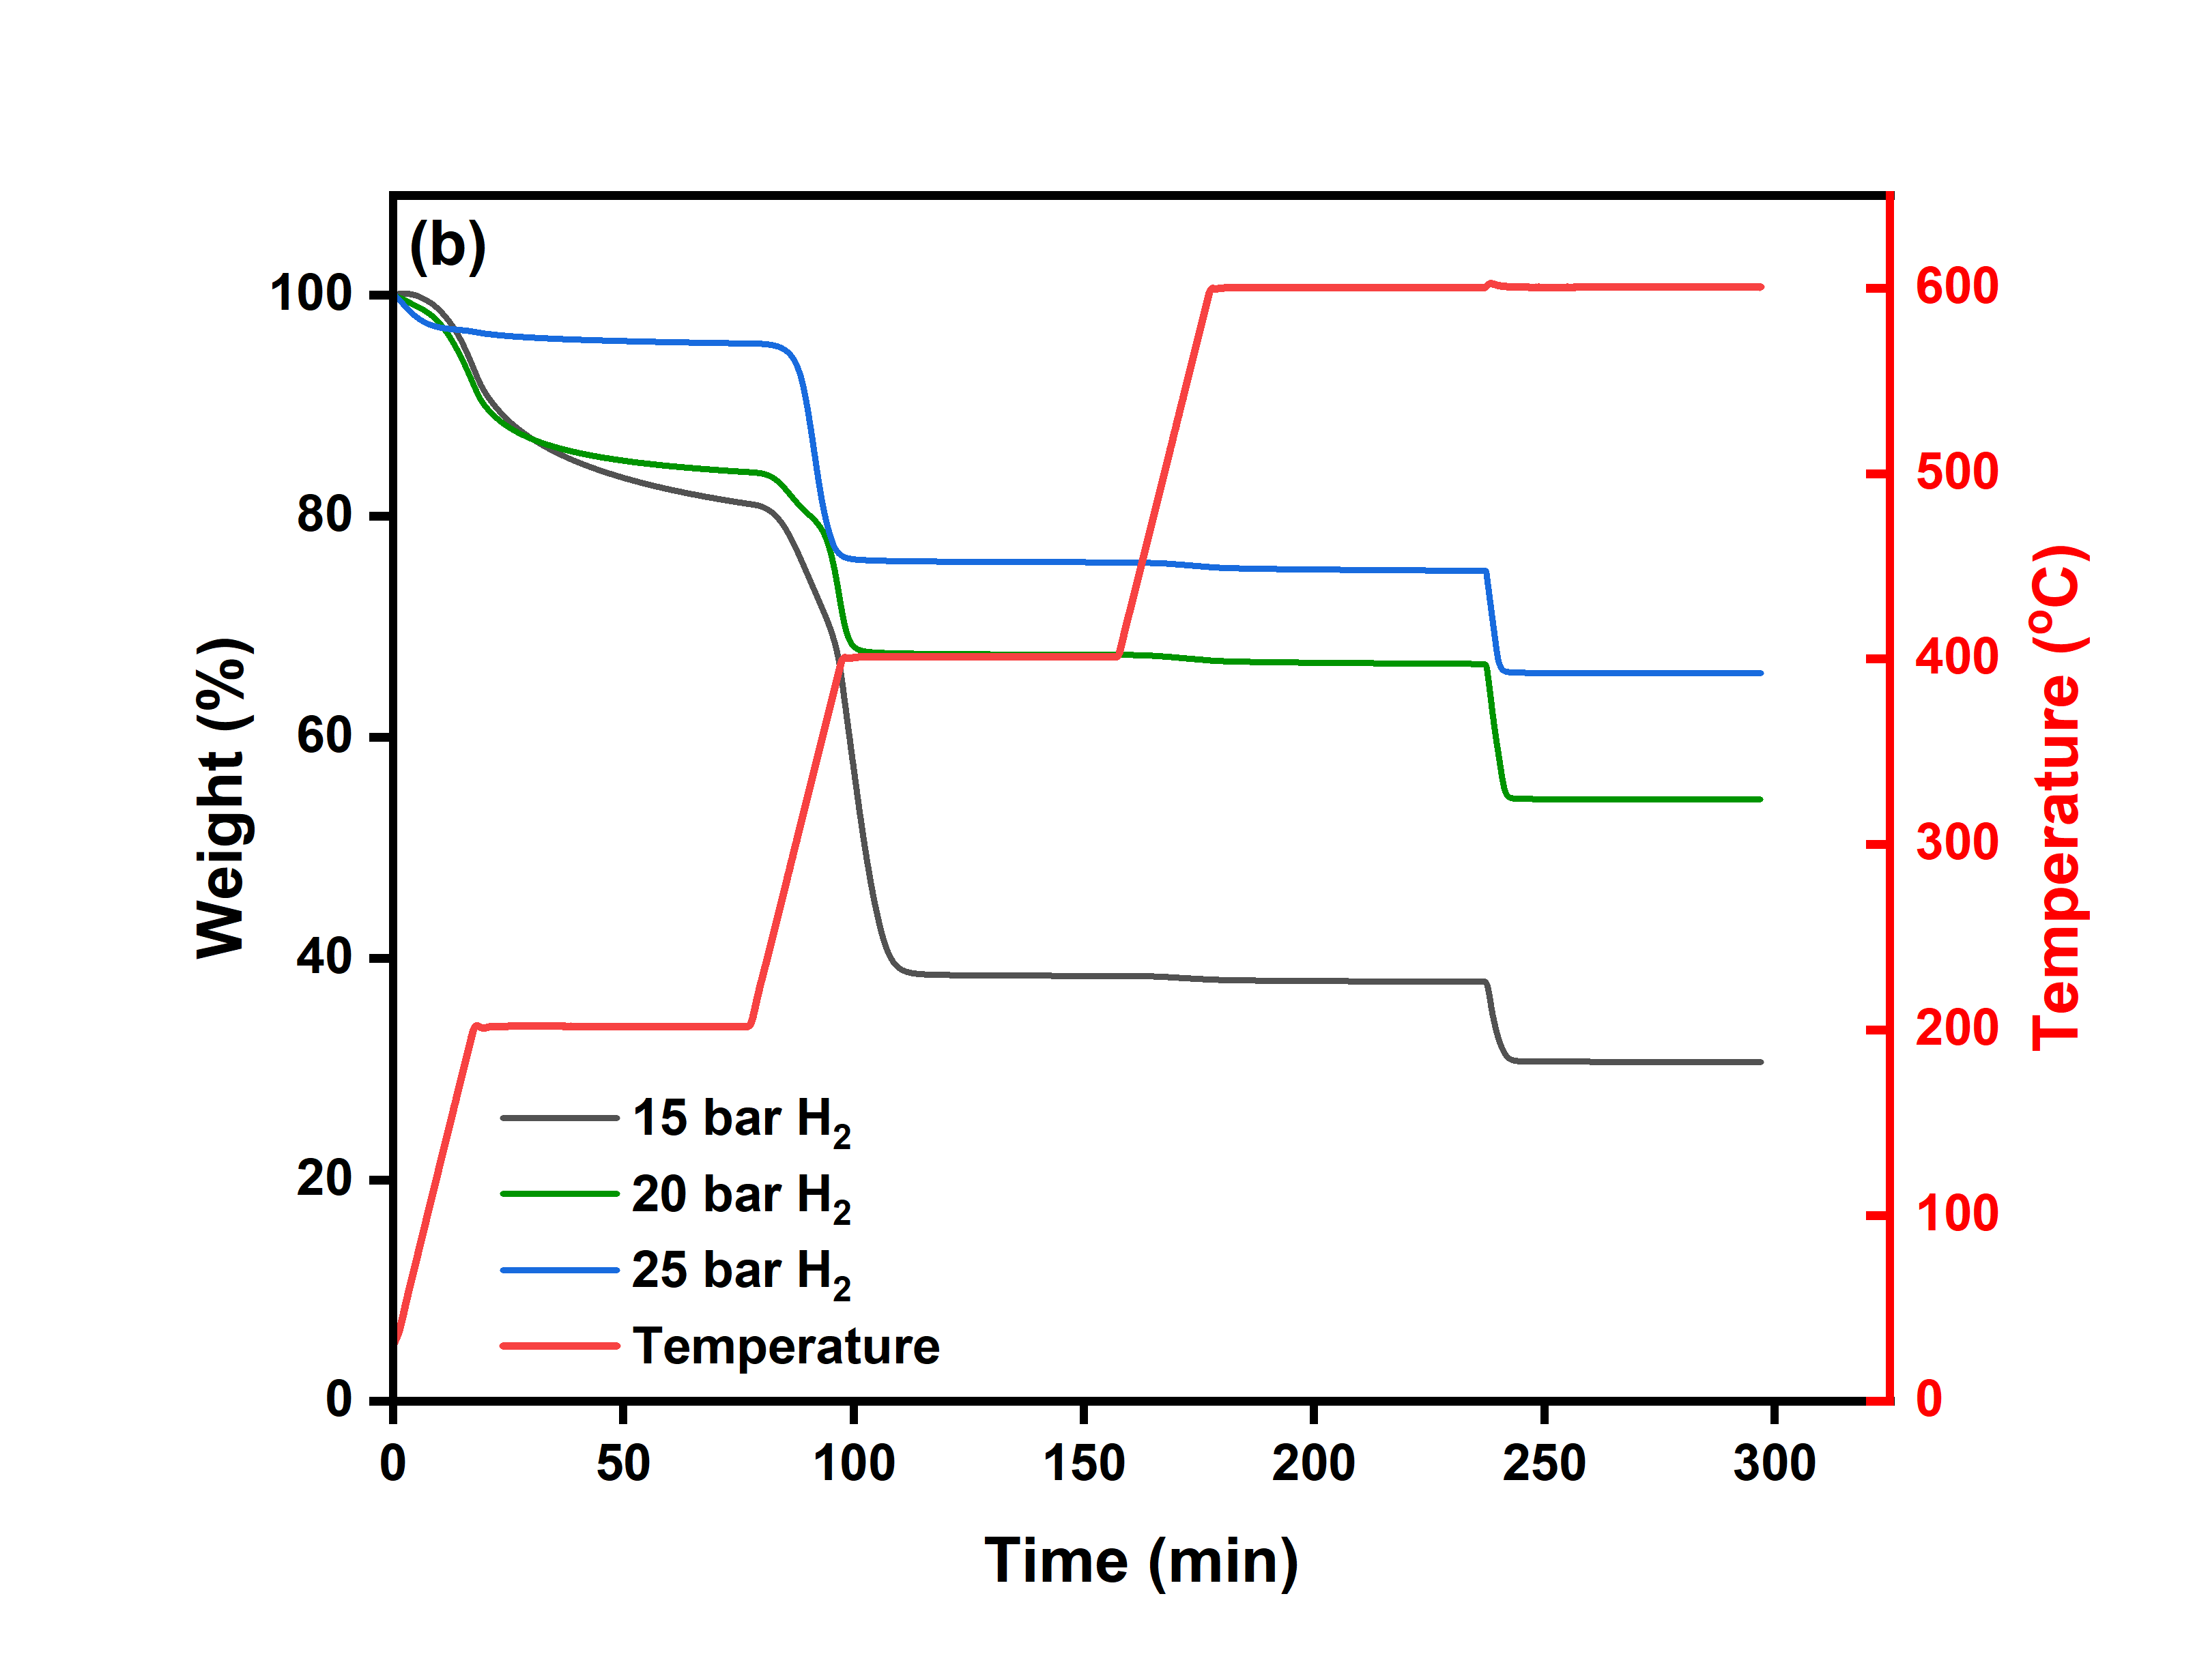 (b)
100
80
60
40
20
0
Weight (%)
600
500
400
300
200
100
0
Temperature (ºC)
15 bar H₂
20 bar H₂
25 bar H₂
Temperature
0 50 100 150 200 250 300
Time (min)